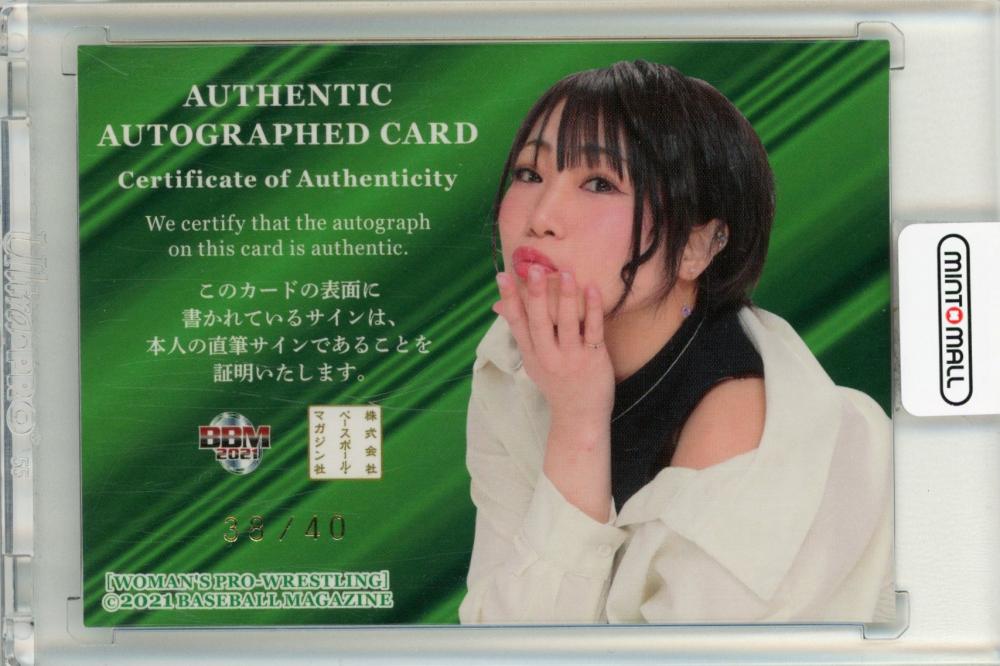 AUTHENTIC
AUTOGRAPHED CARD
Certificate of Authenticity
We certify that the autograph
on this card is authentic.
このカードの表面に
書かれているサインは、
本人の直筆サインであることを
証明いたします。
BBM
2021
株式会社
ベースボール・
マガジン社
38/40
[WOMAN'S PRO-WRESTLING]
©2021 BASEBALL MAGAZINE
MINT MALL
Ultra PRO